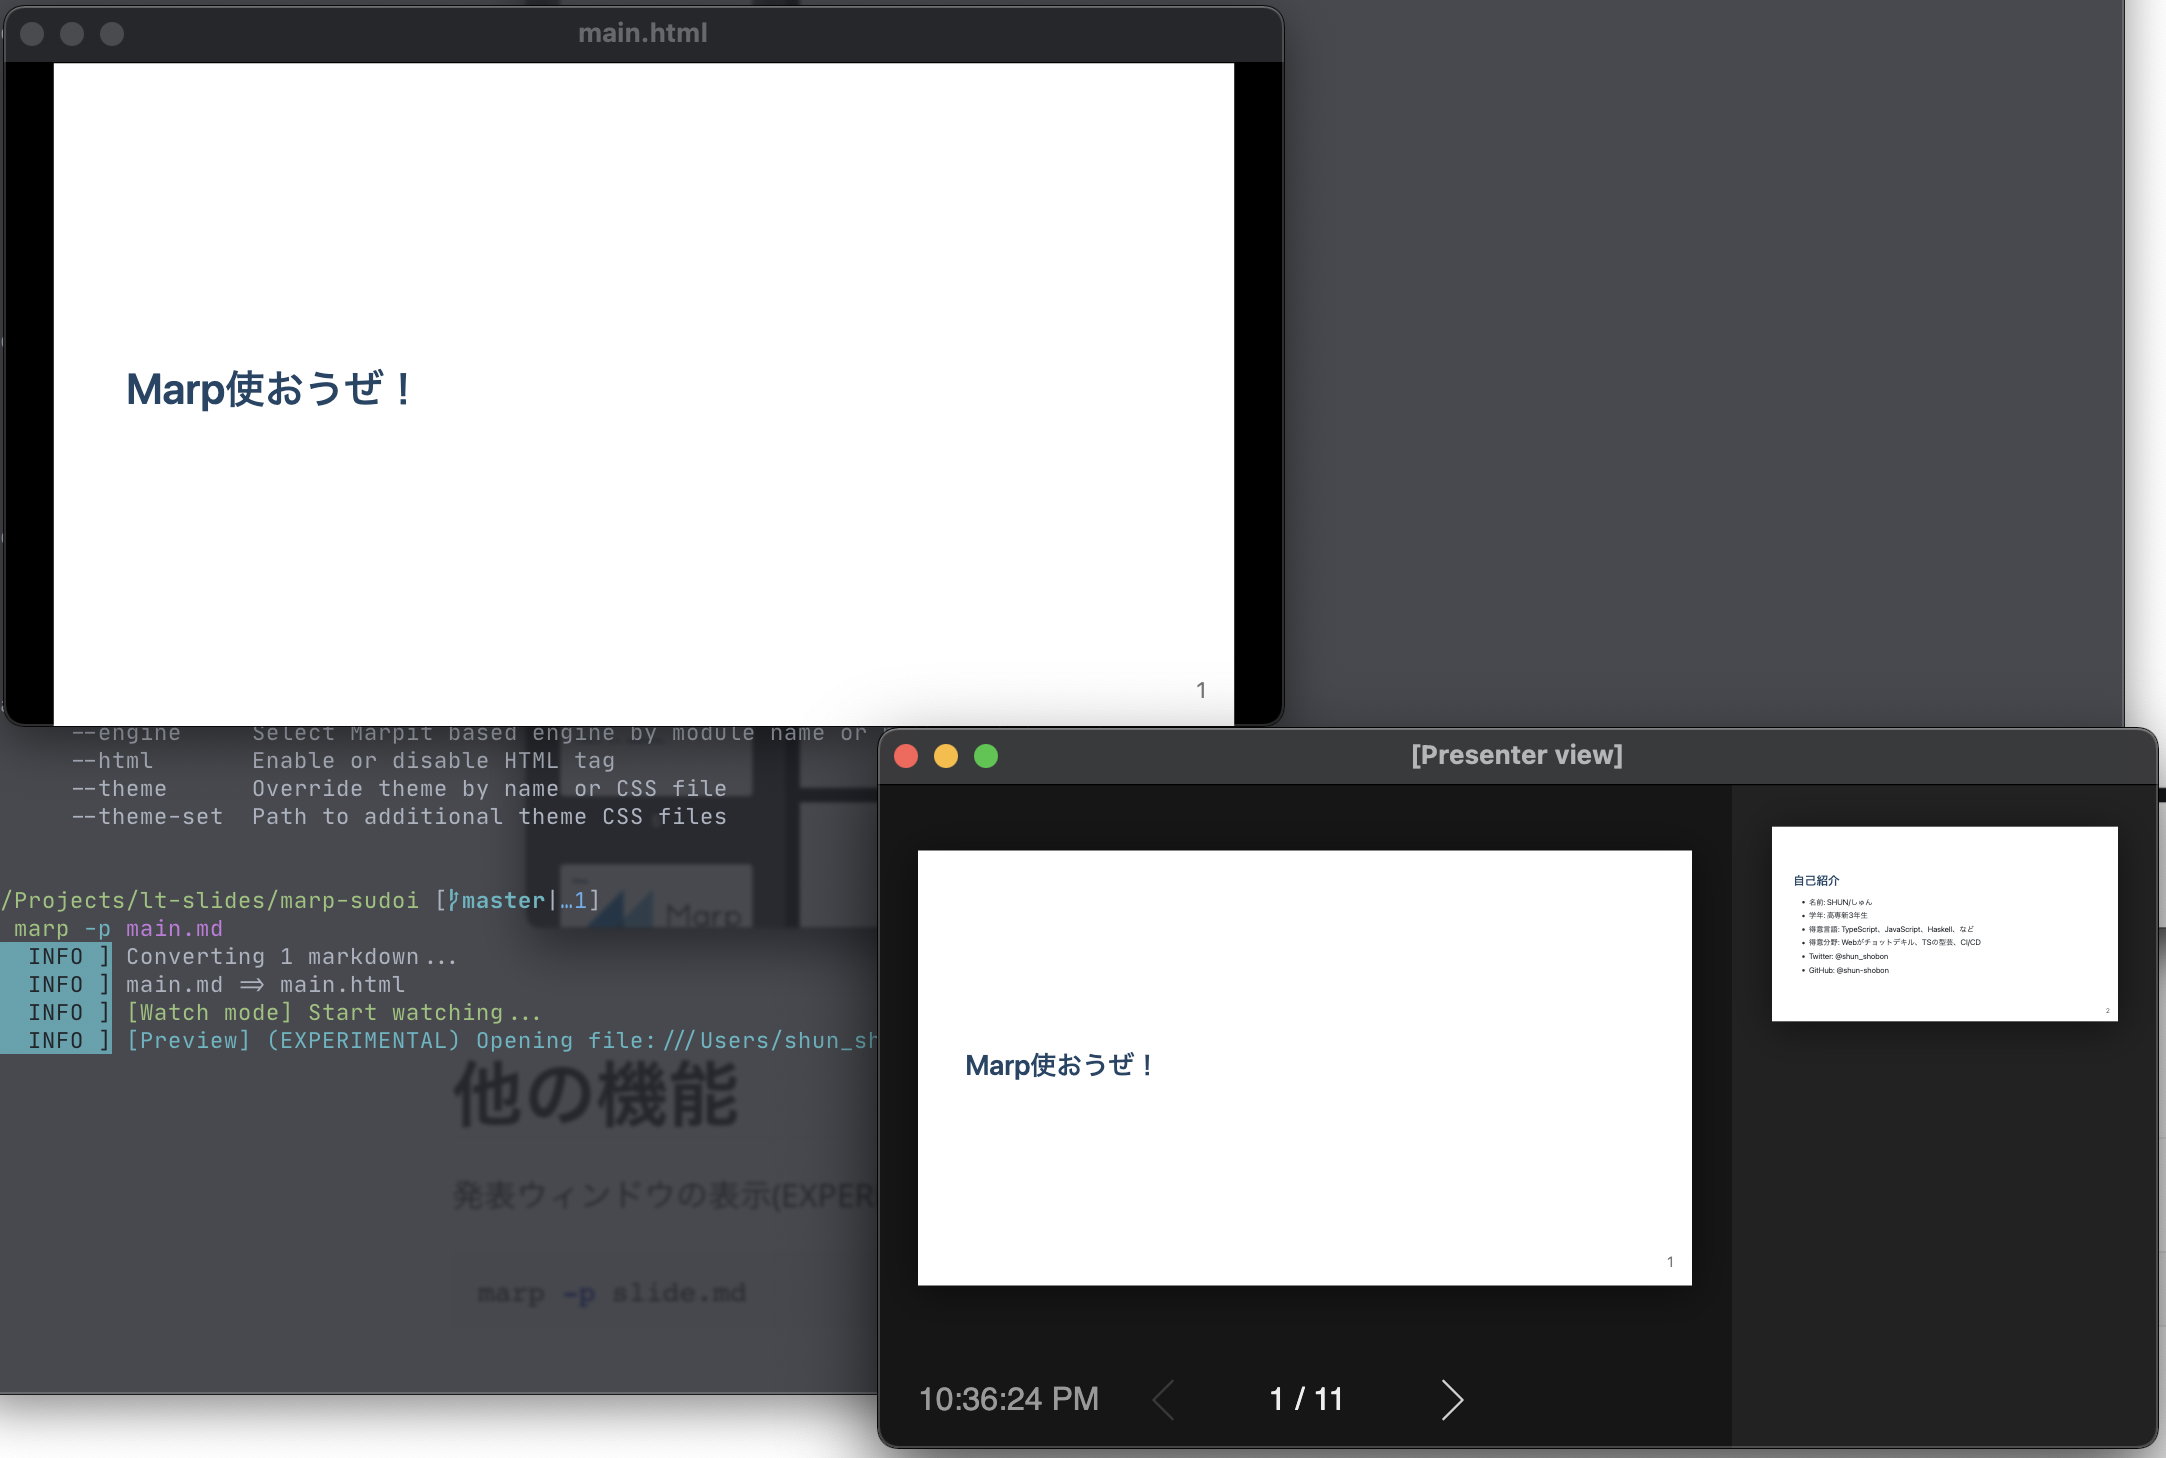 main.html
Marp使おうぜ！
1
--engine Select Marpit based engine by module name or
--html Enable or disable HTML tag
--theme Override theme by name or CSS file
--theme-set Path to additional theme CSS files
Marp
/Projects/lt-slides/marp-sudoi [master|…1]
marp -p main.md
INFO ] Converting 1 markdown...
INFO ] main.md => main.html
INFO ] [Watch mode] Start watching...
INFO ] [Preview] (EXPERIMENTAL) Opening file:///Users/shun_sh
他の機能
発表ウィンドウの表示(EXPER
marp -p slide.md
[Presenter view]
Marp使おうぜ！
1
10:36:24 PM
1 / 11
自己紹介
• 名前: SHUN/しゅん
• 学年: 高専新3年生
• 得意言語: TypeScript、JavaScript、Haskell、など
• 得意分野: Webがチョットデキル、TSの型芸、CI/CD
• Twitter: @shun_shobon
• GitHub: @shun-shobon
2